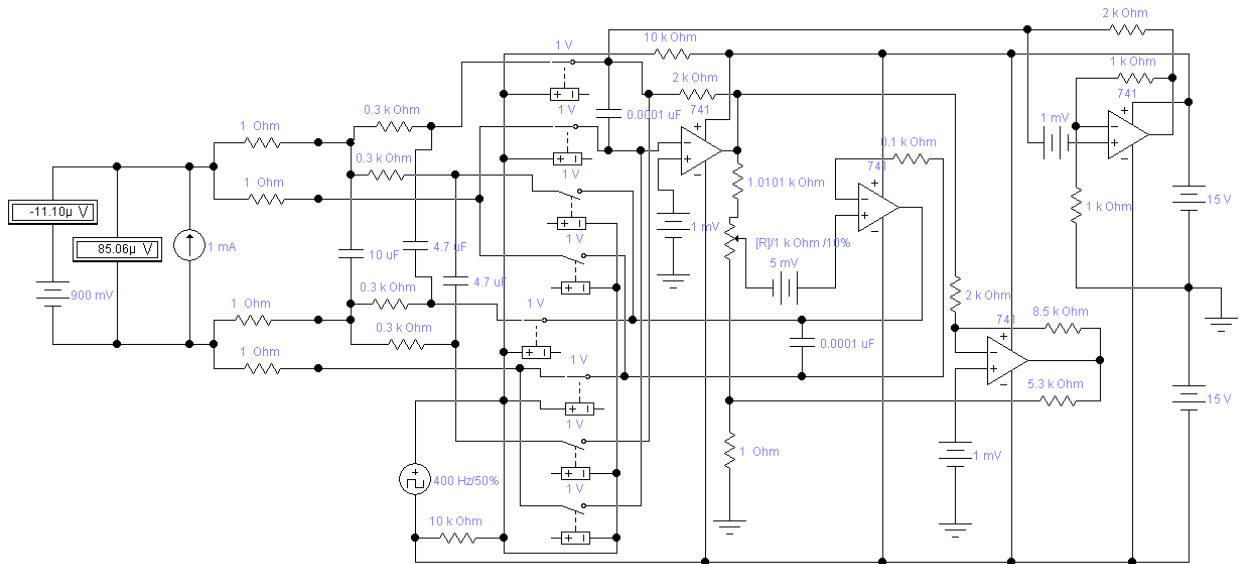 2 k Ohm
10 k Ohm
1 V
1 k Ohm
2 k Ohm
741
741
1 V
1 mV
0.0001 uF
0.3 k Ohm
1 Ohm
0.1 k Ohm
0.3 k Ohm
741
1 V
1 Ohm
1.0101 k Ohm
15 V
1 k Ohm
-11.10µ V
1 mV
85.06µ V
1 mA
10 uF
4.7 uF
[R]/1 k Ohm /10%
1 V
5 mV
4.7 uF
900 mV
0.3 k Ohm
2 k Ohm
1 Ohm
1 V
8.5 k Ohm
741
0.3 k Ohm
0.0001 uF
1 Ohm
1 V
5.3 k Ohm
15 V
1 V
1 Ohm
1 mV
400 Hz/50%
1 V
10 k Ohm